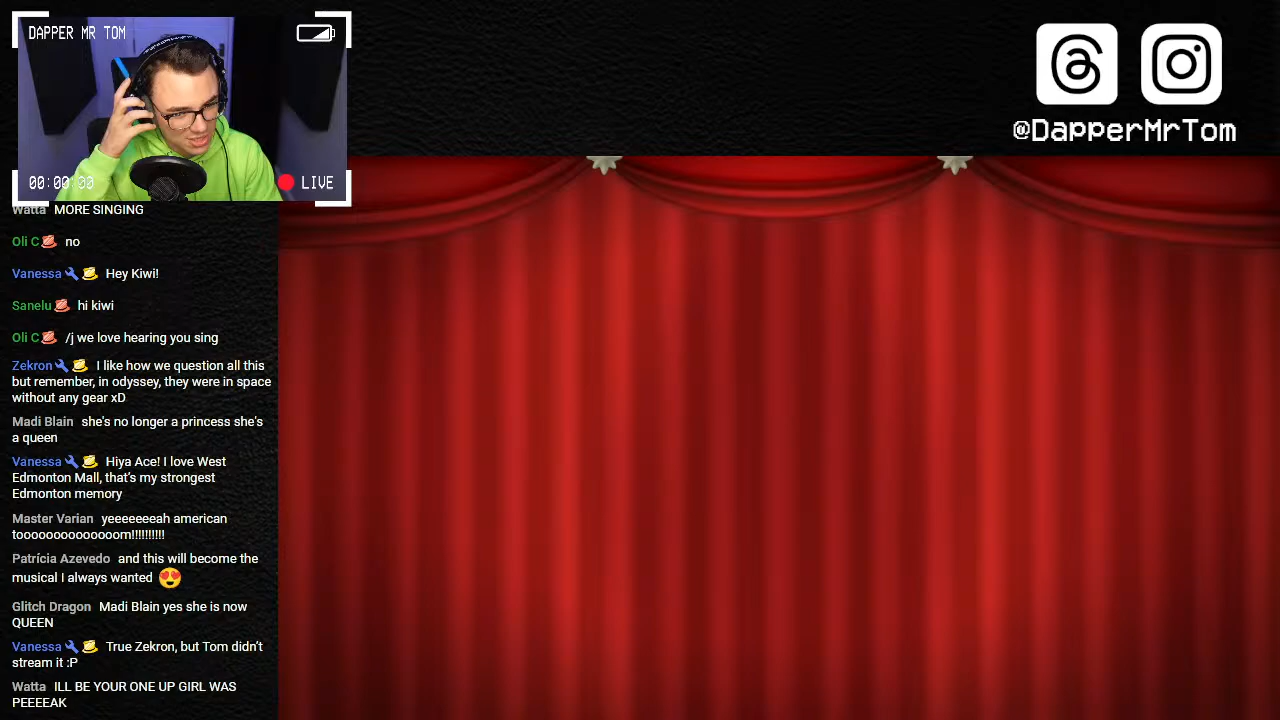 DAPPER MR TOM
00:00:00
LIVE
@DapperMrTom
Watta MORE SINGING
Oli C no
Vanessa Hey Kiwi!
Sanelu hi kiwi
Oli C /j we love hearing you sing
Zekron I like how we question all this
but remember, in odyssey, they were in space
without any gear xD
Madi Blain she's no longer a princess she's
a queen
Vanessa Hiya Ace! I love West
Edmonton Mall, that's my strongest
Edmonton memory
Master Varian yeeeeeeeah american
toooooooooooooom!!!!!!!!!!
Patrícia Azevedo and this will become the
musical I always wanted 😍
Glitch Dragon Madi Blain yes she is now
QUEEN
Vanessa True Zekron, but Tom didn't
stream it :P
Watta ILL BE YOUR ONE UP GIRL WAS
PEEEEAK